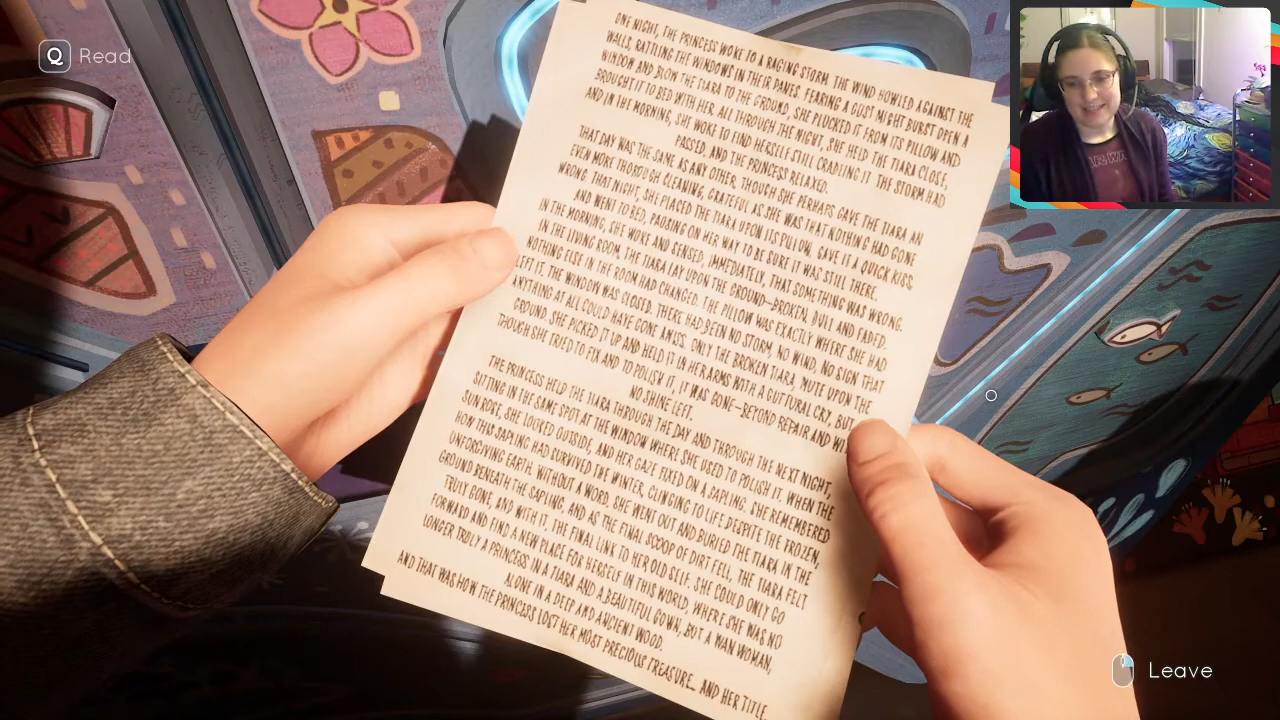 Q Read
ONE NIGHT, THE PRINCESS WOKE TO A RAGING STORM. THE WIND HOWLED AGAINST THE
WALLS, RATTLING THE WINDOWS IN THEIR PANES. FEARING A GUST MIGHT BURST OPEN A
WINDOW AND BLOW THE TIARA TO THE GROUND, SHE PLUCKED IT FROM ITS PILLOW AND
BROUGHT IT TO BED WITH HER. ALL THROUGH THE NIGHT, SHE HELD THE TIARA CLOSE,
AND IN THE MORNING, SHE WOKE TO FIND HERSELF STILL CRADLING IT. THE STORM HAD
PASSED, AND THE PRINCESS RELAXED.
THAT DAY WAS THE SAME AS ANY OTHER, THOUGH SHE PERHAPS GAVE THE TIARA AN
EVEN MORE THOROUGH CLEANING, GRATEFUL AS SHE WAS THAT NOTHING HAD GONE
WRONG. THAT NIGHT, SHE PLACED THE TIARA UPON ITS PILLOW, GAVE IT A QUICK KISS,
AND WENT TO BED, PAUSING ON HER WAY TO BE SURE IT WAS STILL THERE.
IN THE MORNING, SHE WOKE AND SENSED, IMMEDIATELY, THAT SOMETHING WAS WRONG.
IN THE LIVING ROOM, THE TIARA LAY UPON THE GROUND—BROKEN, DULL AND FADED.
NOTHING ELSE IN THE ROOM HAD CHANGED. THE PILLOW WAS EXACTLY WHERE SHE HAD
LEFT IT, THE WINDOW WAS CLOSED. THERE HAD BEEN NO STORM, NO WIND, NO SIGN THAT
ANYTHING AT ALL COULD HAVE GONE AMISS. ONLY THE BROKEN TIARA, MUTE UPON THE
GROUND. SHE PICKED IT UP AND HELD IT IN HER ARMS WITH A GUTTURAL CRY, BUT
THOUGH SHE TRIED TO FIX AND TO POLISH IT, IT WAS GONE—BEYOND REPAIR AND
NO SHINE LEFT.
THE PRINCESS HELD THE TIARA THROUGH THE DAY AND THROUGH THE NEXT NIGHT,
SITTING IN THE SAME SPOT AT THE WINDOW WHERE SHE USED TO POLISH IT. WHEN THE
SUN ROSE, SHE LOOKED OUTSIDE, AND HER GAZE FIXED ON A SAPLING. SHE REMEMBERED
HOW THIS SAPLING HAD SURVIVED THE WINTER, CLINGING TO LIFE DESPITE THE FROZEN,
UNFORGIVING EARTH. WITHOUT A WORD, SHE WENT OUT AND BURIED THE TIARA IN THE
GROUND BENEATH THE SAPLING. AND AS THE FINAL SCOOP OF DIRT FELL, THE TIARA FELT
TRULY GONE, AND WITH IT, THE FINAL LINK TO HER OLD SELF. SHE COULD ONLY GO
FORWARD AND FIND A NEW PLACE FOR HERSELF IN THIS WORLD, WHERE SHE WAS NO
LONGER TRULY A PRINCESS IN A TIARA AND A BEAUTIFUL GOWN, BUT A WAN WOMAN,
ALONE IN A DEEP AND ANCIENT WOOD.
AND THAT WAS HOW THE PRINCESS LOST HER MOST PRECIOUS TREASURE... AND HER TITLE.
Leave